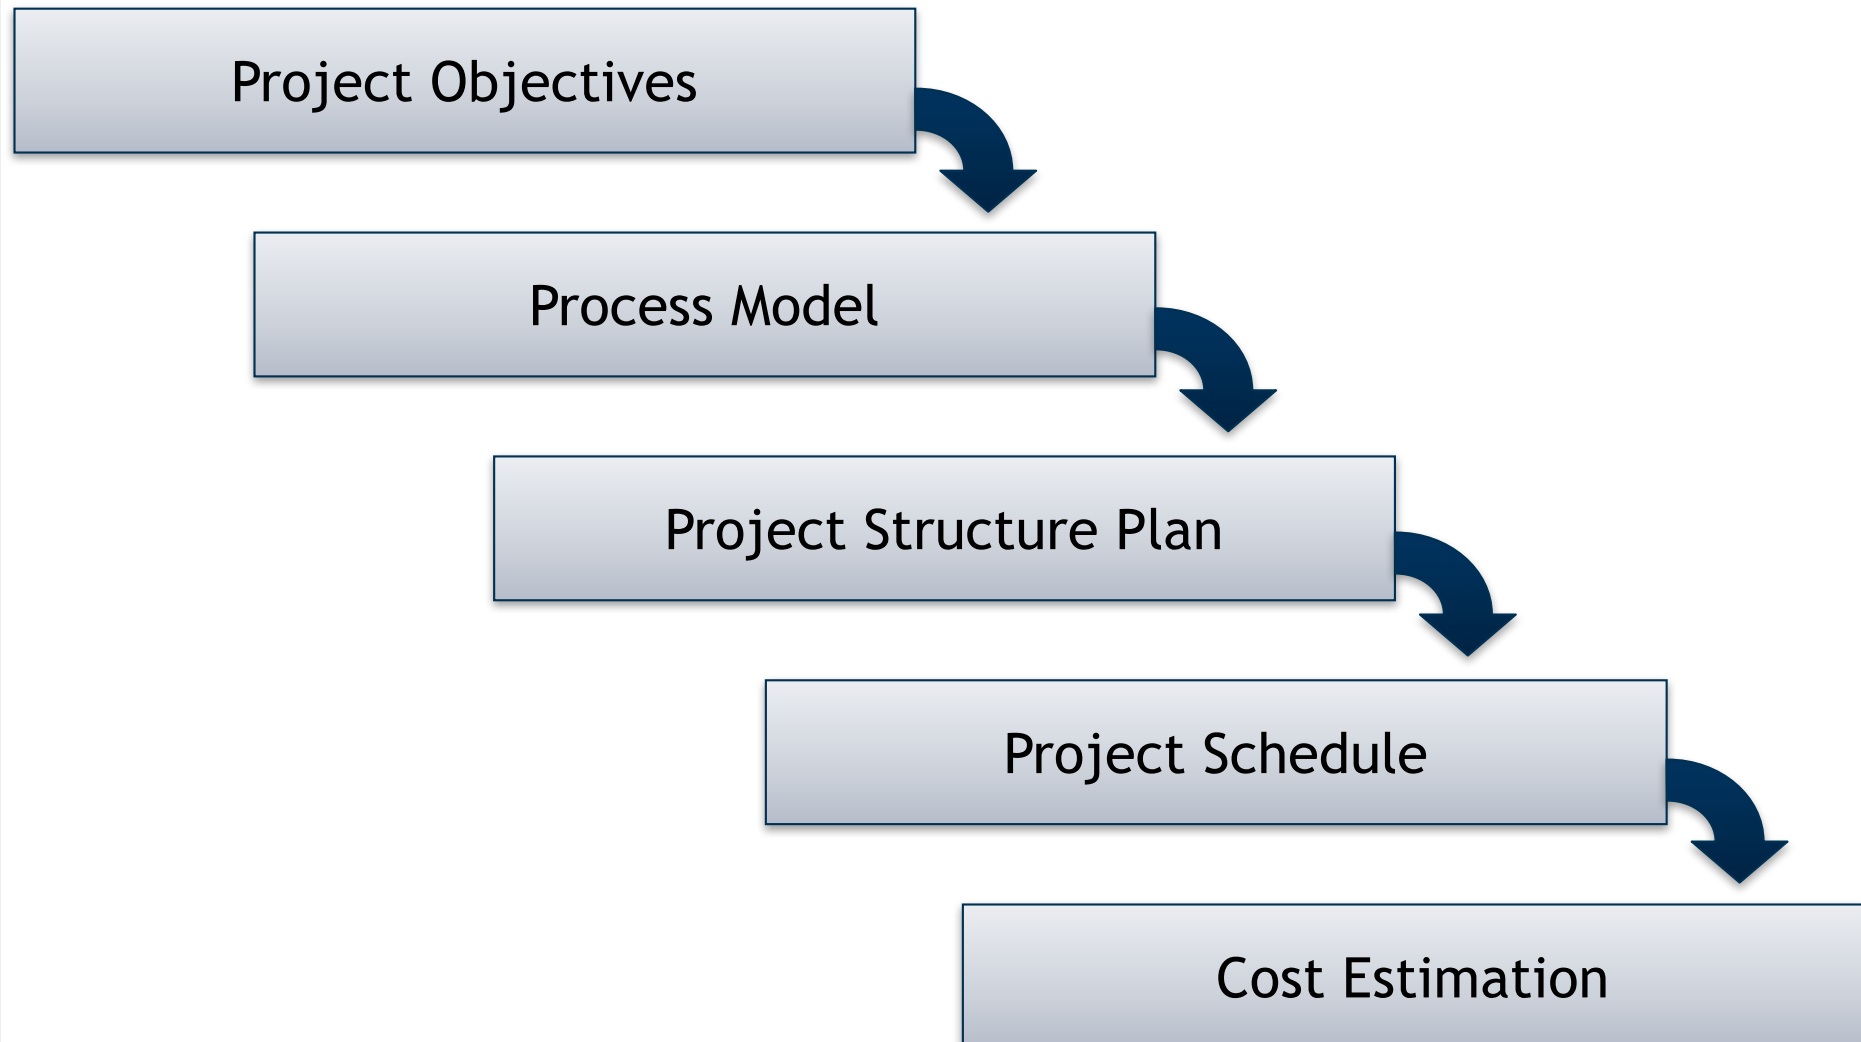 Project Objectives
Process Model
Project Structure Plan
Project Schedule
Cost Estimation